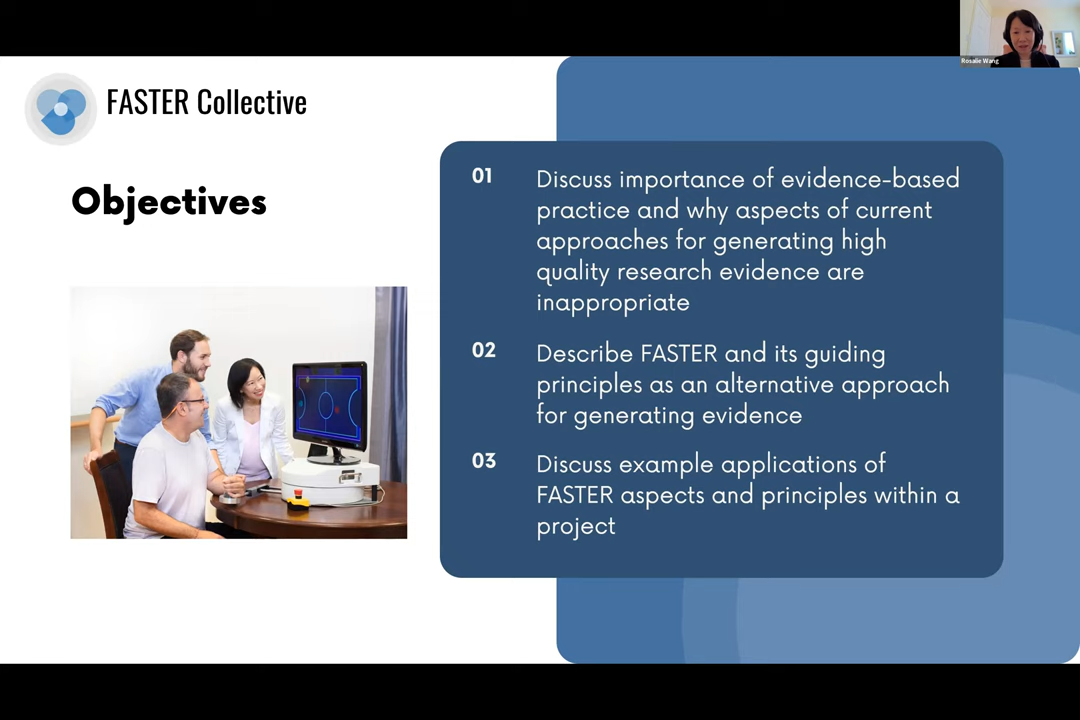 Rosalie Wang
FASTER Collective
Objectives
01
Discuss importance of evidence-based
practice and why aspects of current
approaches for generating high
quality research evidence are
inappropriate
02
Describe FASTER and its guiding
principles as an alternative approach
for generating evidence
03
Discuss example applications of
FASTER aspects and principles within a
project